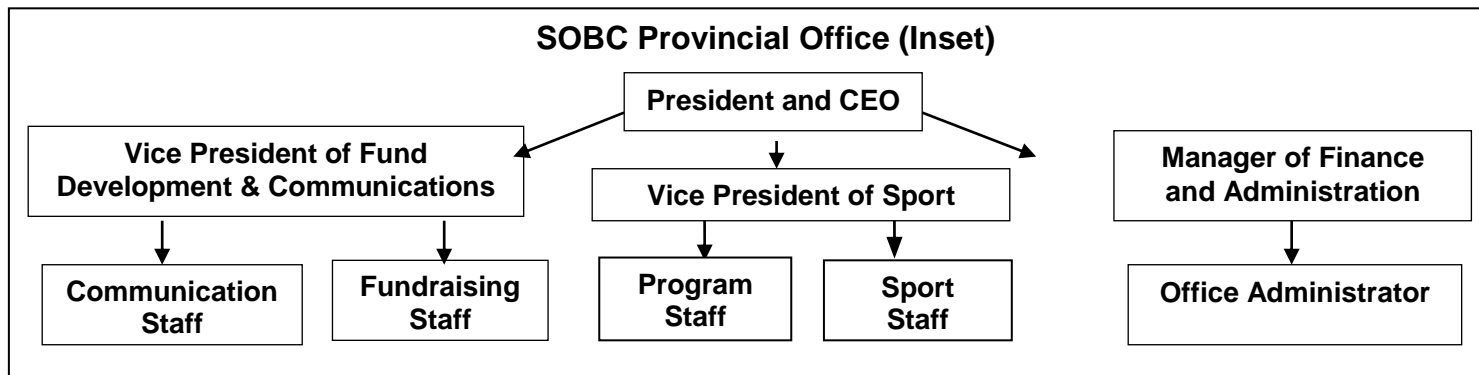 SOBC Provincial Office (Inset)
President and CEO
Vice President of Fund
Development & Communications
Vice President of Sport
Manager of Finance
and Administration
Communication
Staff
Fundraising
Staff
Program
Staff
Sport
Staff
Office Administrator